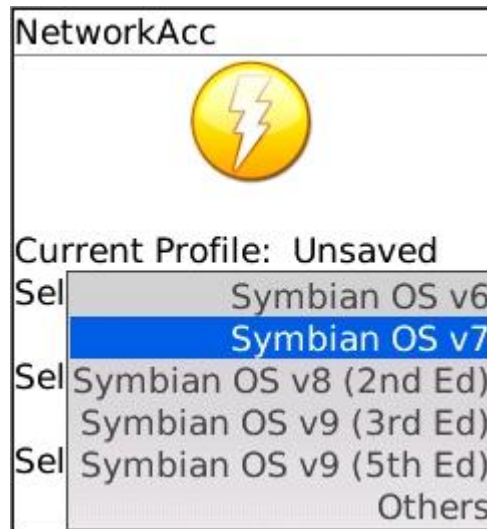 NetworkAcc
Current Profile: Unsaved
Sel
Symbian OS v6
Symbian OS v7
Sel
Symbian OS v8 (2nd Ed)
Symbian OS v9 (3rd Ed)
Sel
Symbian OS v9 (5th Ed)
Others